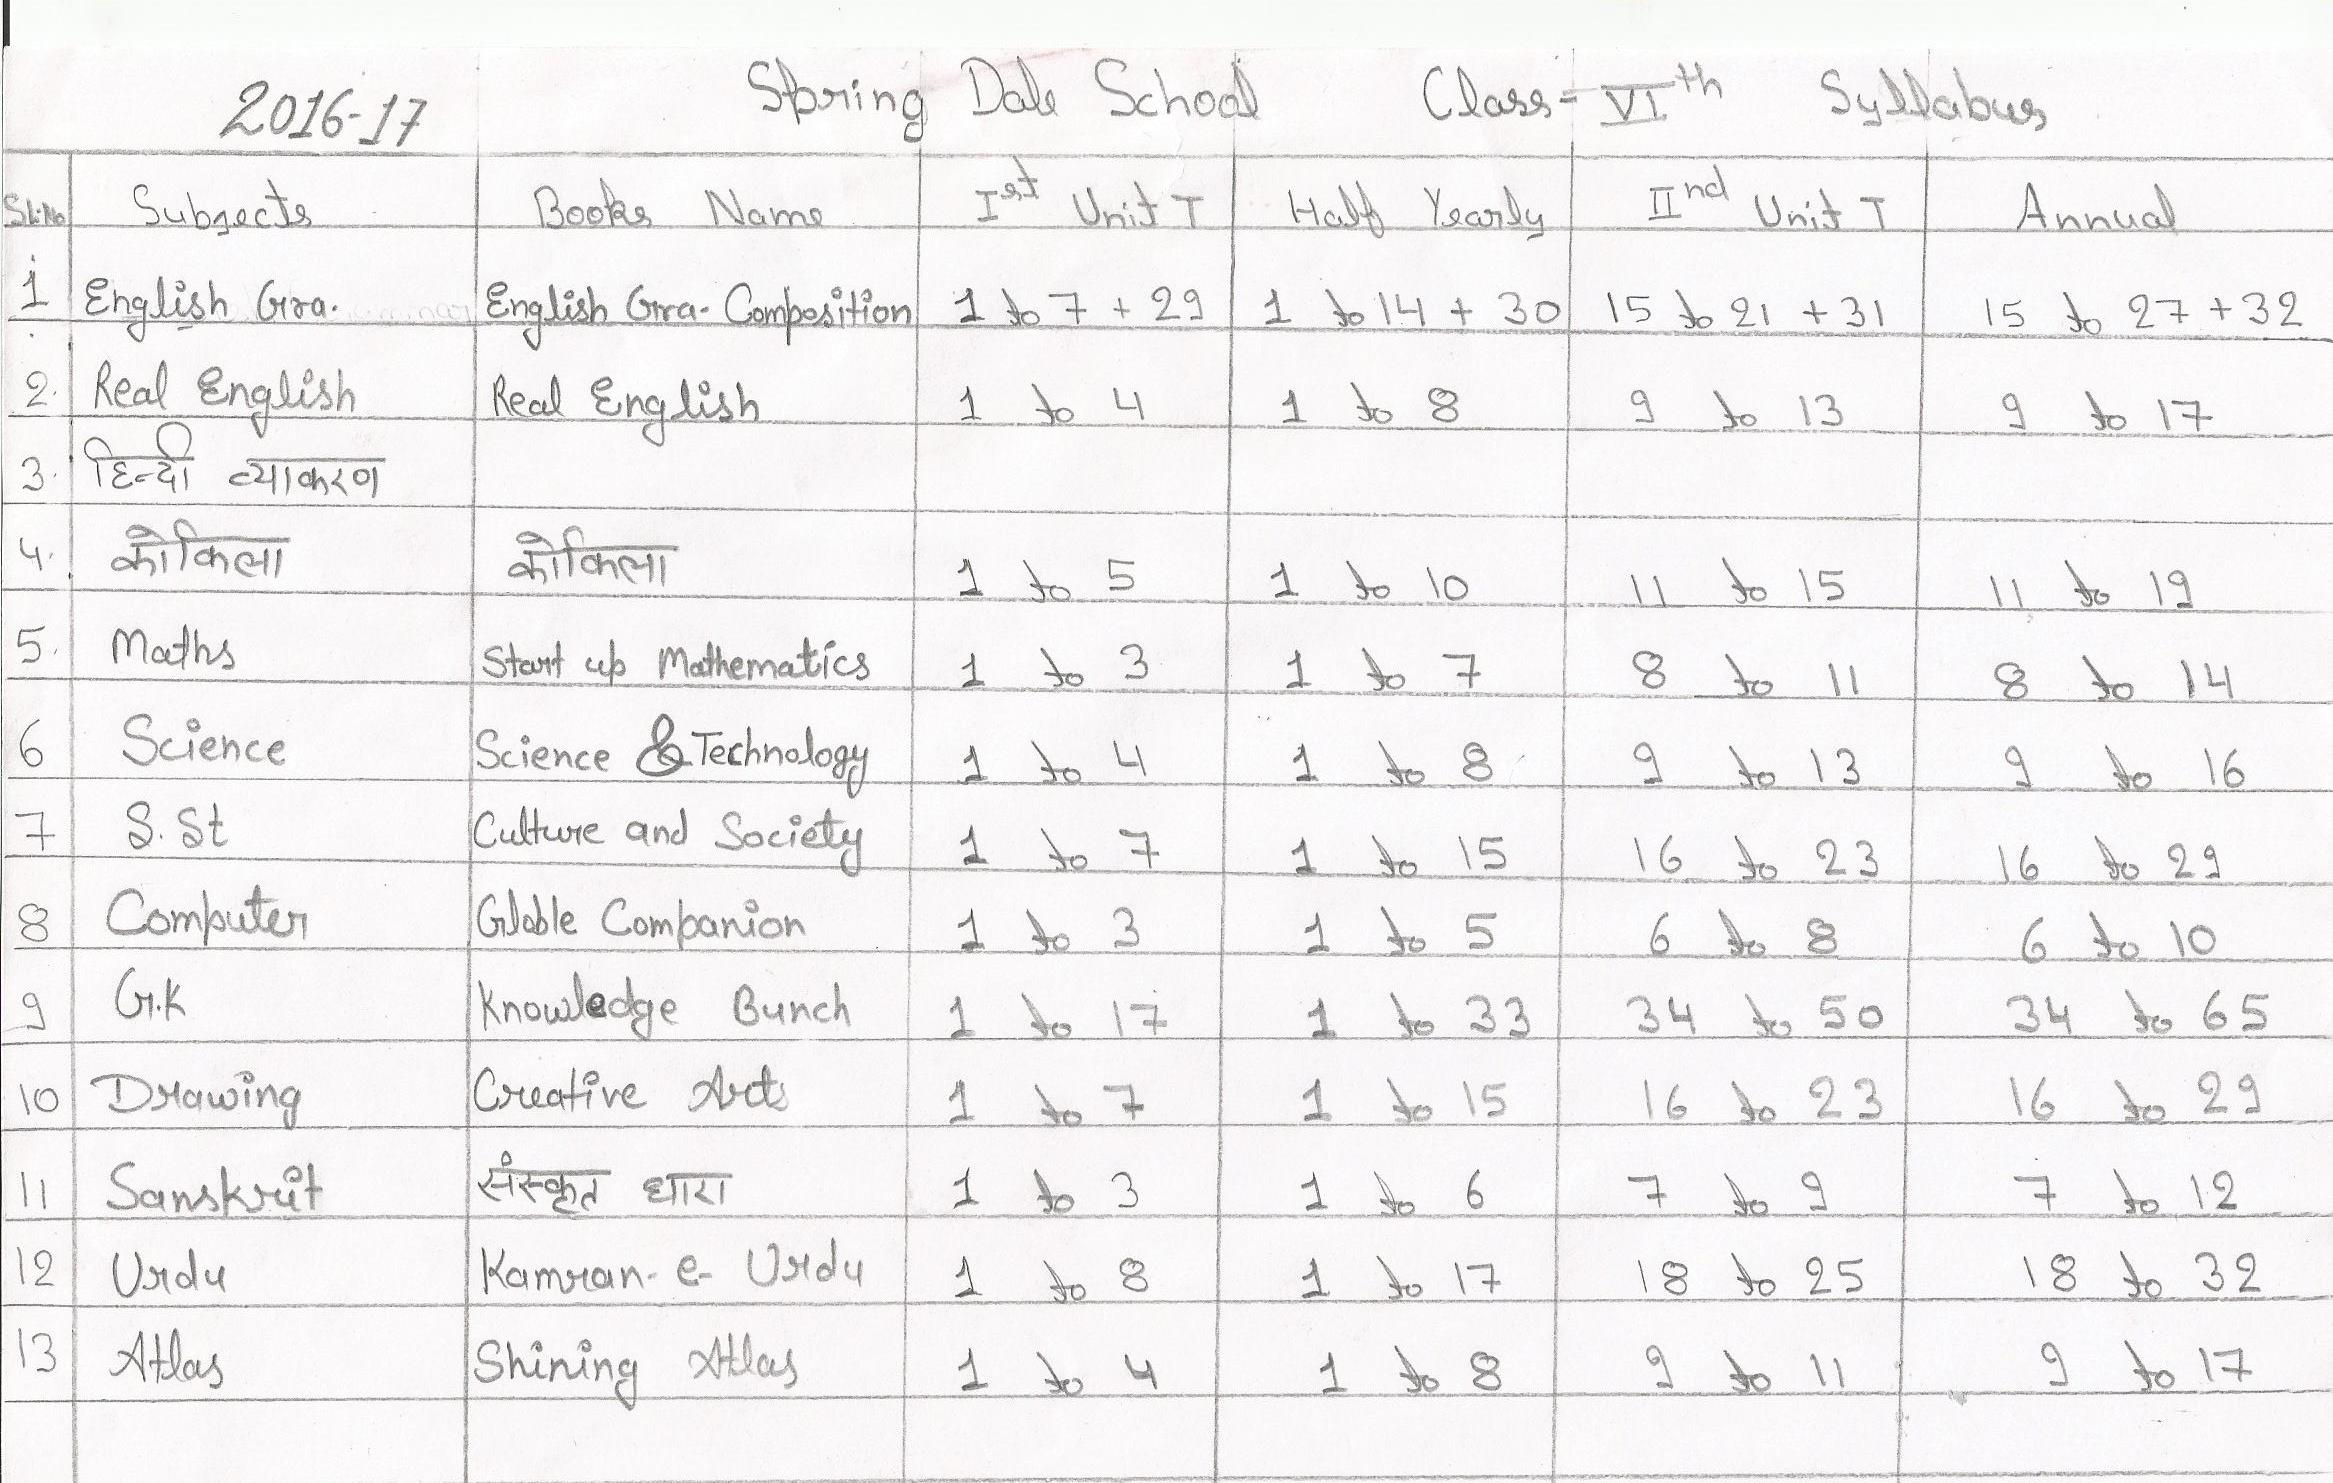 2016-17 Spring Dale School Class- VIth Syllabus
Sl.No Subjects Books Name Ist Unit T Half Yearly IInd Unit T Annual
1 English Gra. English Gra. Composition 1 to 7 + 29 1 to 14 + 30 15 to 21 + 31 15 to 27 + 32
2. Real English Real English 1 to 4 1 to 8 9 to 13 9 to 17
3. हिन्दी व्याकरण
4. कोकिला कोकिला 1 to 5 1 to 10 11 to 15 11 to 19
5. Maths Start up Mathematics 1 to 3 1 to 7 8 to 11 8 to 14
6 Science Science & Technology 1 to 4 1 to 8 9 to 13 9 to 16
7 S.St Culture and Society 1 to 7 1 to 15 16 to 23 16 to 29
8 Computer Globle Companion 1 to 3 1 to 5 6 to 8 6 to 10
9 G.K Knowledge Bunch 1 to 17 1 to 33 34 to 50 34 to 65
10 Drawing Creative Arts 1 to 7 1 to 15 16 to 23 16 to 29
11 Sanskrit संस्कृत धारा 1 to 3 1 to 6 7 to 9 7 to 12
12 Urdu Kamran-e-Urdu 1 to 8 1 to 17 18 to 25 18 to 32
13 Atlas Shining Atlas 1 to 4 1 to 8 9 to 11 9 to 17